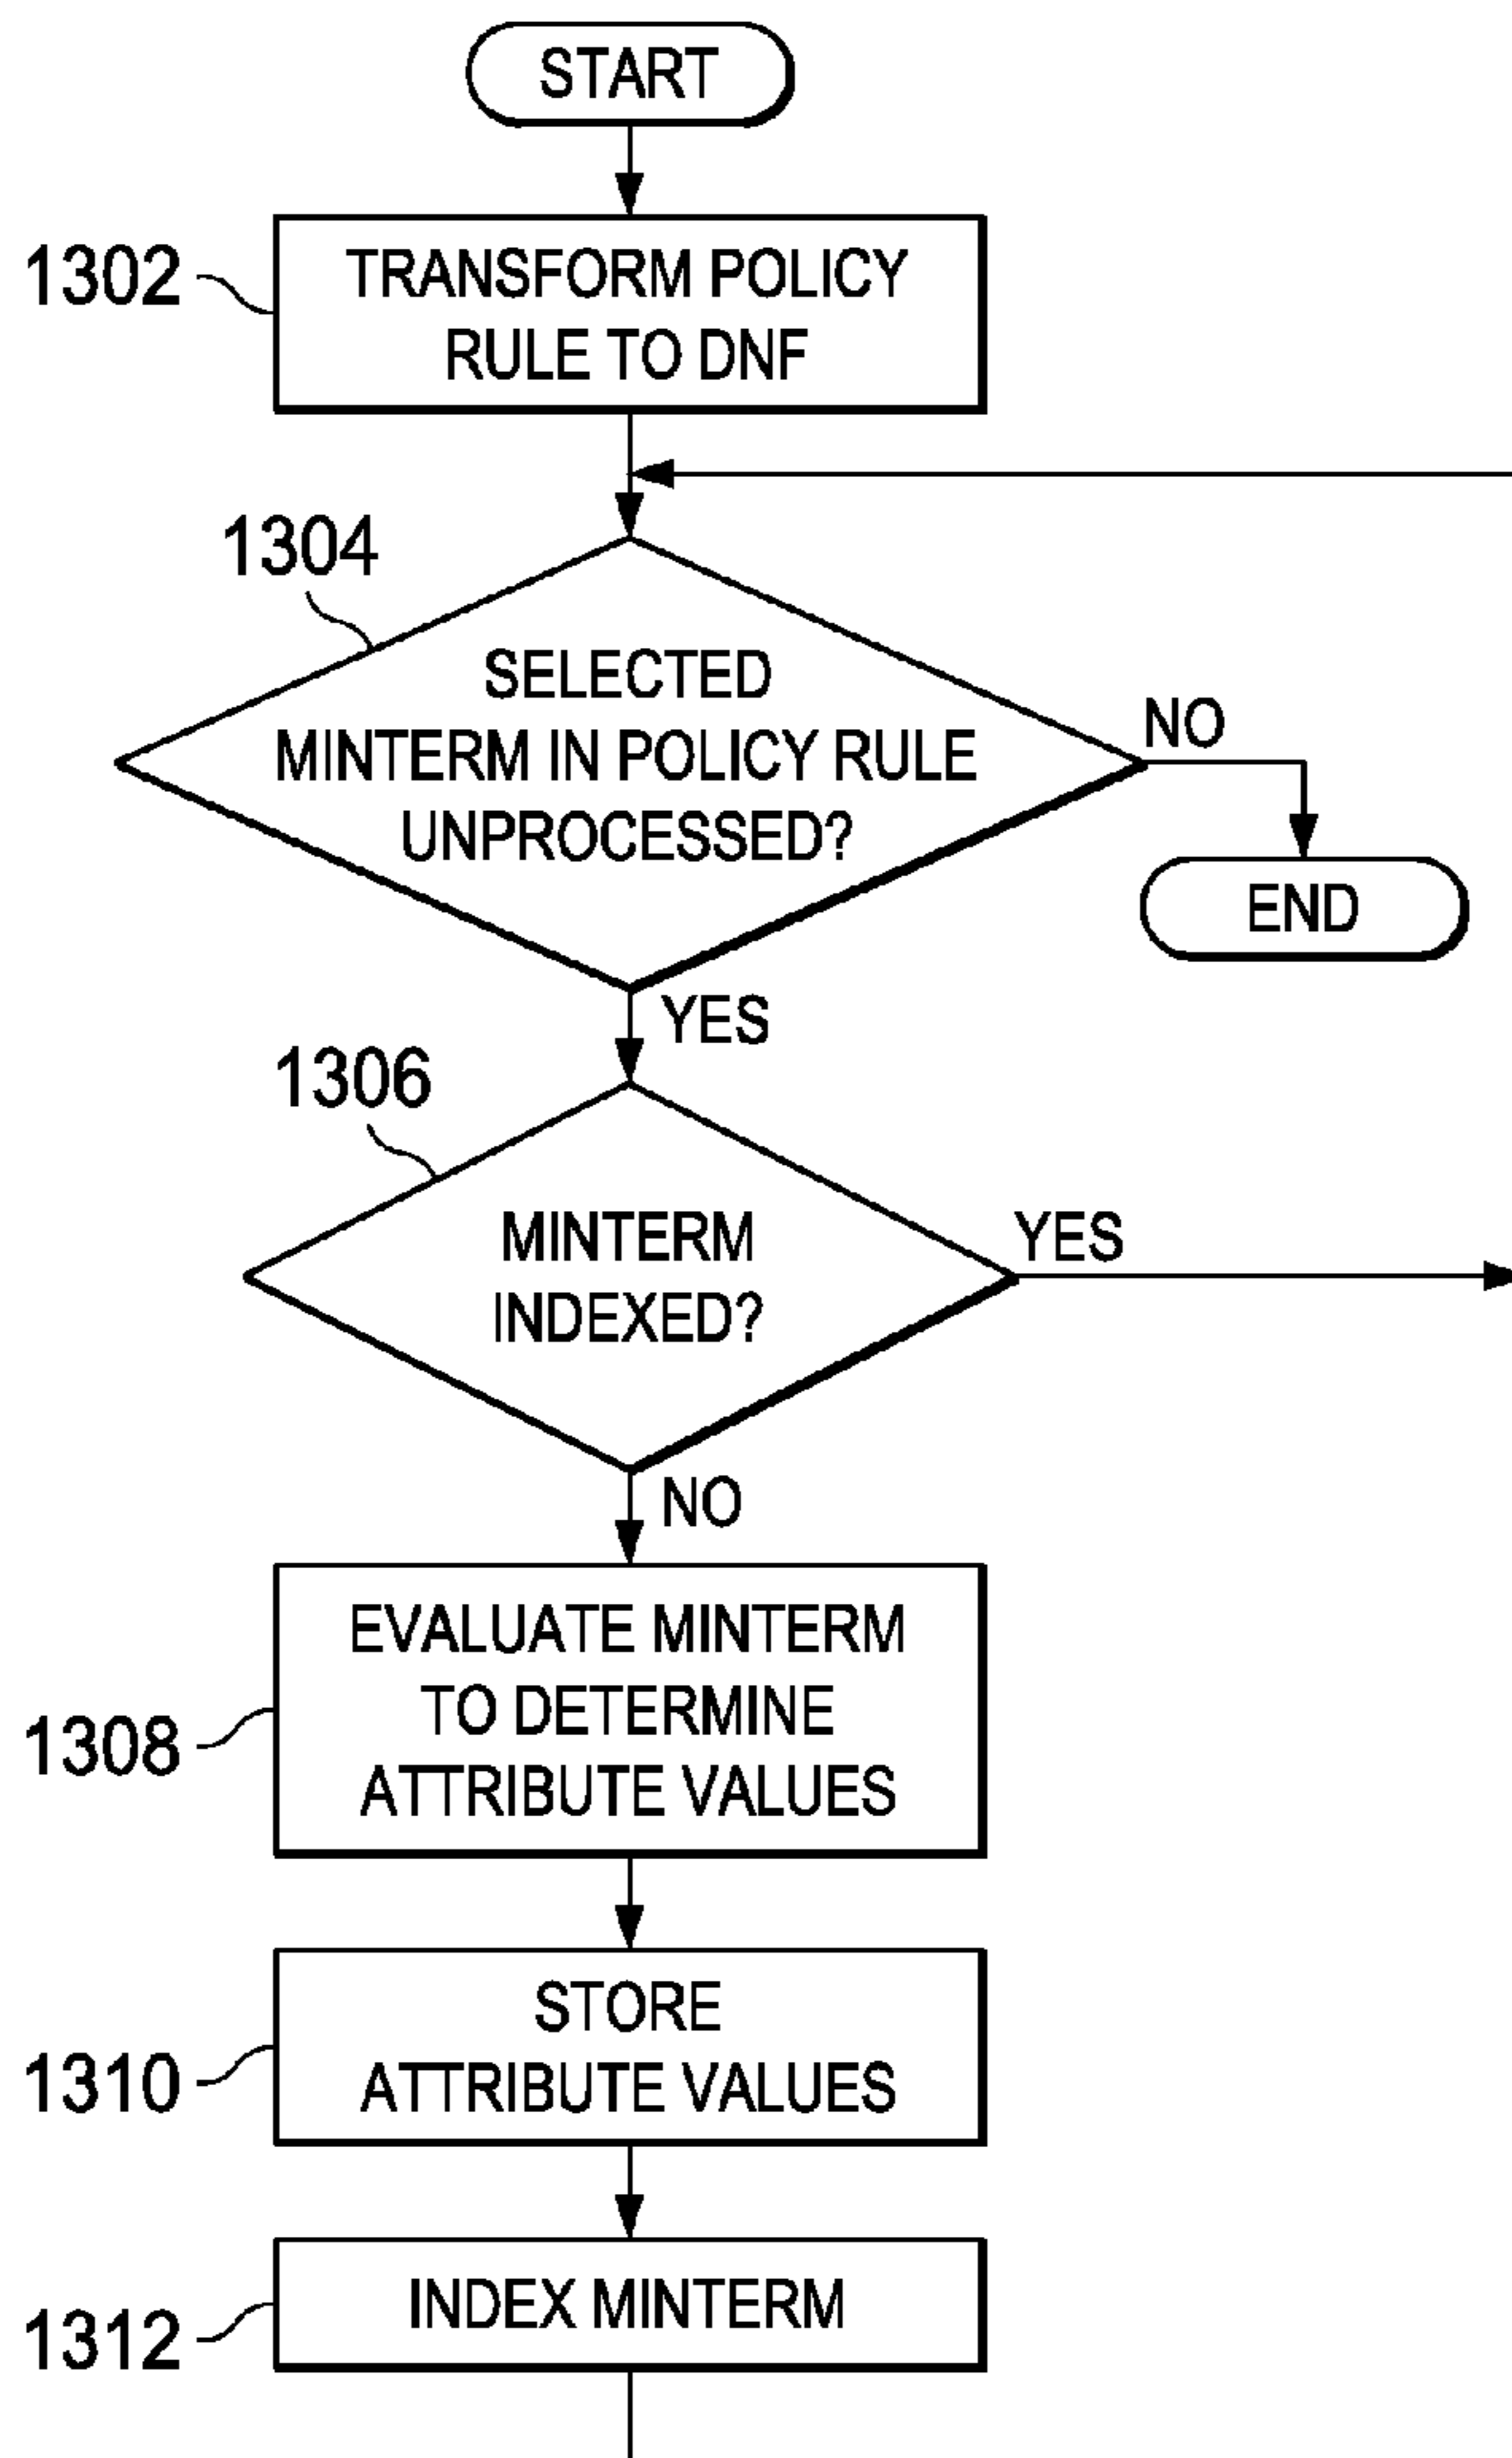 START
1302
TRANSFORM POLICY
RULE TO DNF
1304
SELECTED
MINTERM IN POLICY RULE
UNPROCESSED?
NO
END
YES
1306
MINTERM
INDEXED?
YES
NO
1308
EVALUATE MINTERM
TO DETERMINE
ATTRIBUTE VALUES
1310
STORE
ATTRIBUTE VALUES
1312
INDEX MINTERM